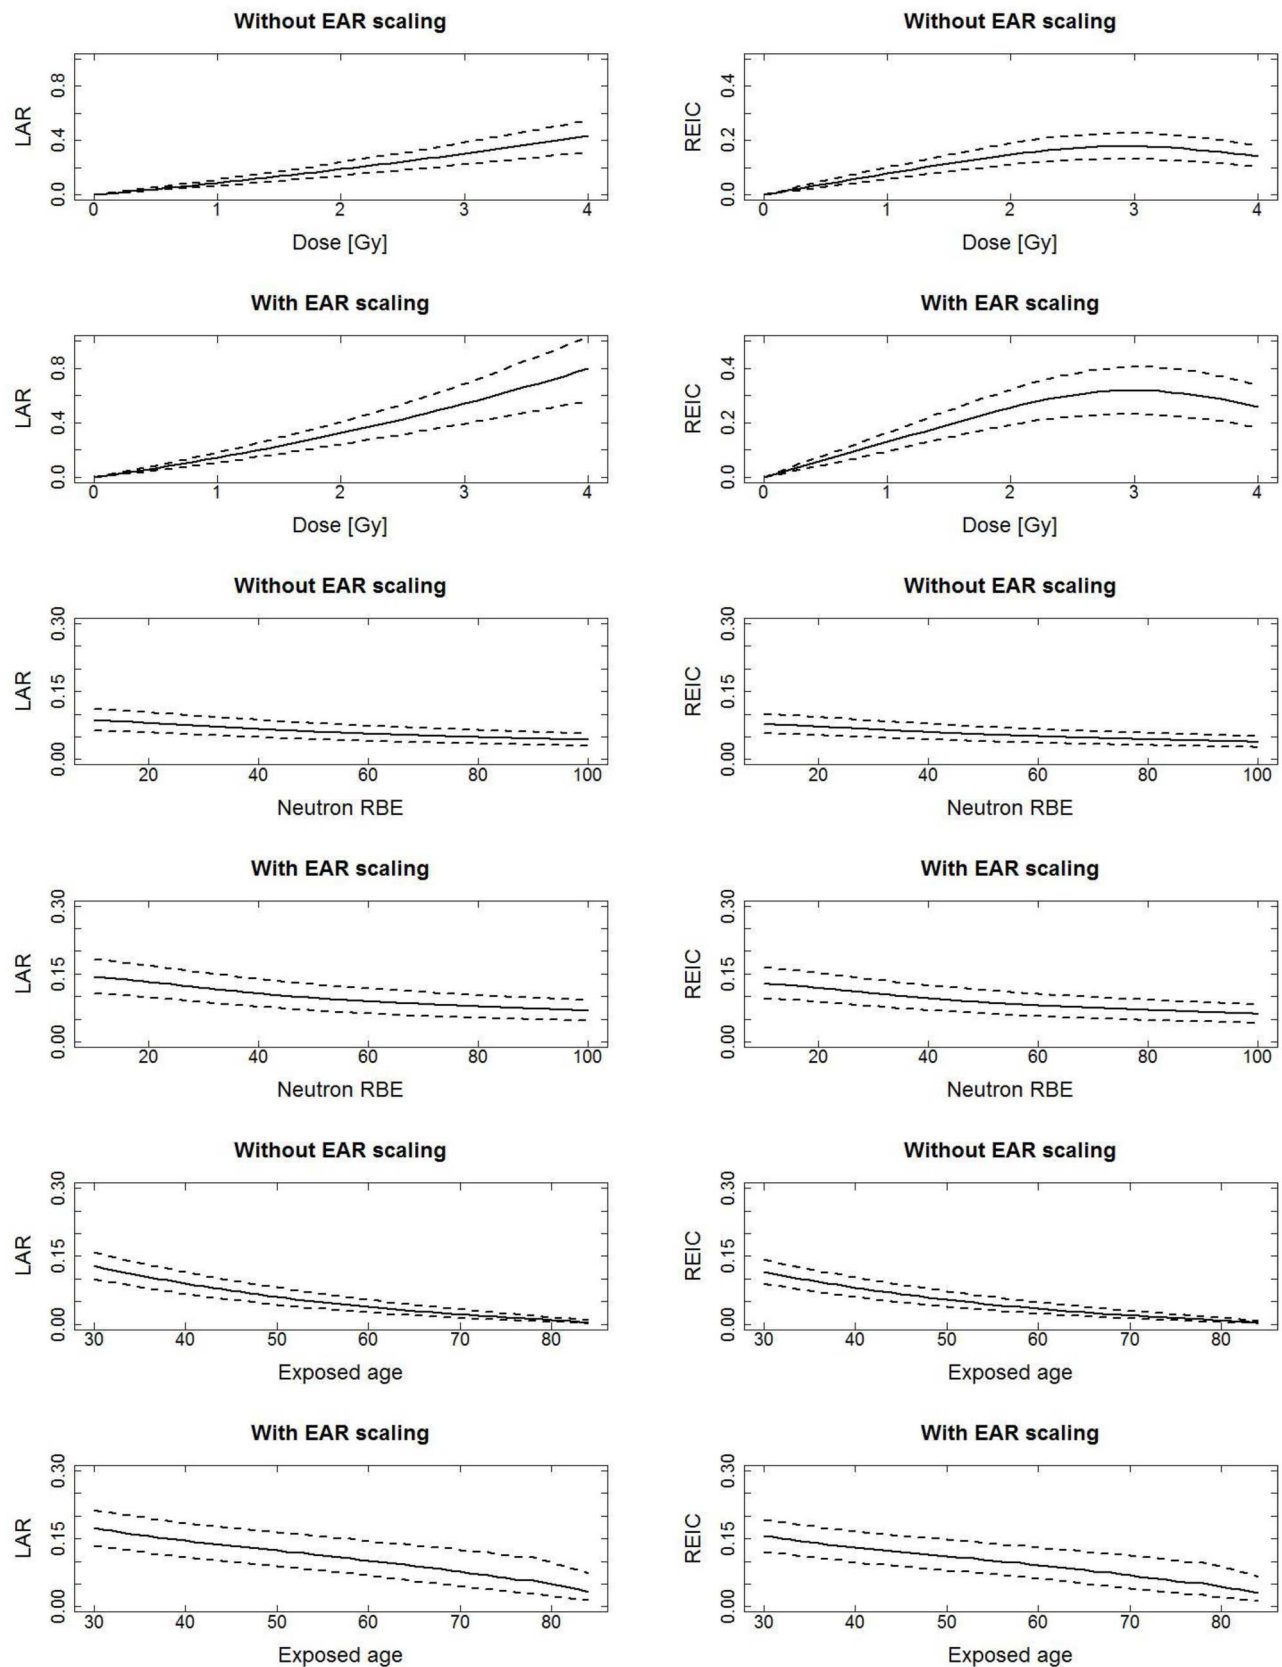 Without EAR scaling
Without EAR scaling
LAR
0.0 0.4 0.8
0 1 2 3 4
Dose [Gy]
REIC
0.0 0.2 0.4
0 1 2 3 4
Dose [Gy]
With EAR scaling
With EAR scaling
LAR
0.0 0.4 0.8
0 1 2 3 4
Dose [Gy]
REIC
0.0 0.2 0.4
0 1 2 3 4
Dose [Gy]
Without EAR scaling
Without EAR scaling
LAR
0.00 0.15 0.30
20 40 60 80 100
Neutron RBE
REIC
0.00 0.15 0.30
20 40 60 80 100
Neutron RBE
With EAR scaling
With EAR scaling
LAR
0.00 0.15 0.30
20 40 60 80 100
Neutron RBE
REIC
0.00 0.15 0.30
20 40 60 80 100
Neutron RBE
Without EAR scaling
Without EAR scaling
LAR
0.00 0.15 0.30
30 40 50 60 70 80
Exposed age
REIC
0.00 0.15 0.30
30 40 50 60 70 80
Exposed age
With EAR scaling
With EAR scaling
LAR
0.00 0.15 0.30
30 40 50 60 70 80
Exposed age
REIC
0.00 0.15 0.30
30 40 50 60 70 80
Exposed age